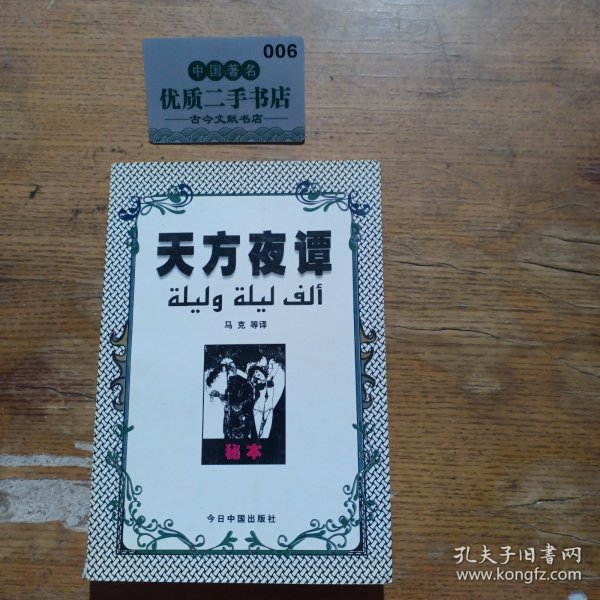 006
中国著名
优质二手书店
古今文献书店
天方夜谭
ألف ليلة وليلة
马克 等译
秘本
今日中国出版社
孔夫子旧书网
www.kongfz.com